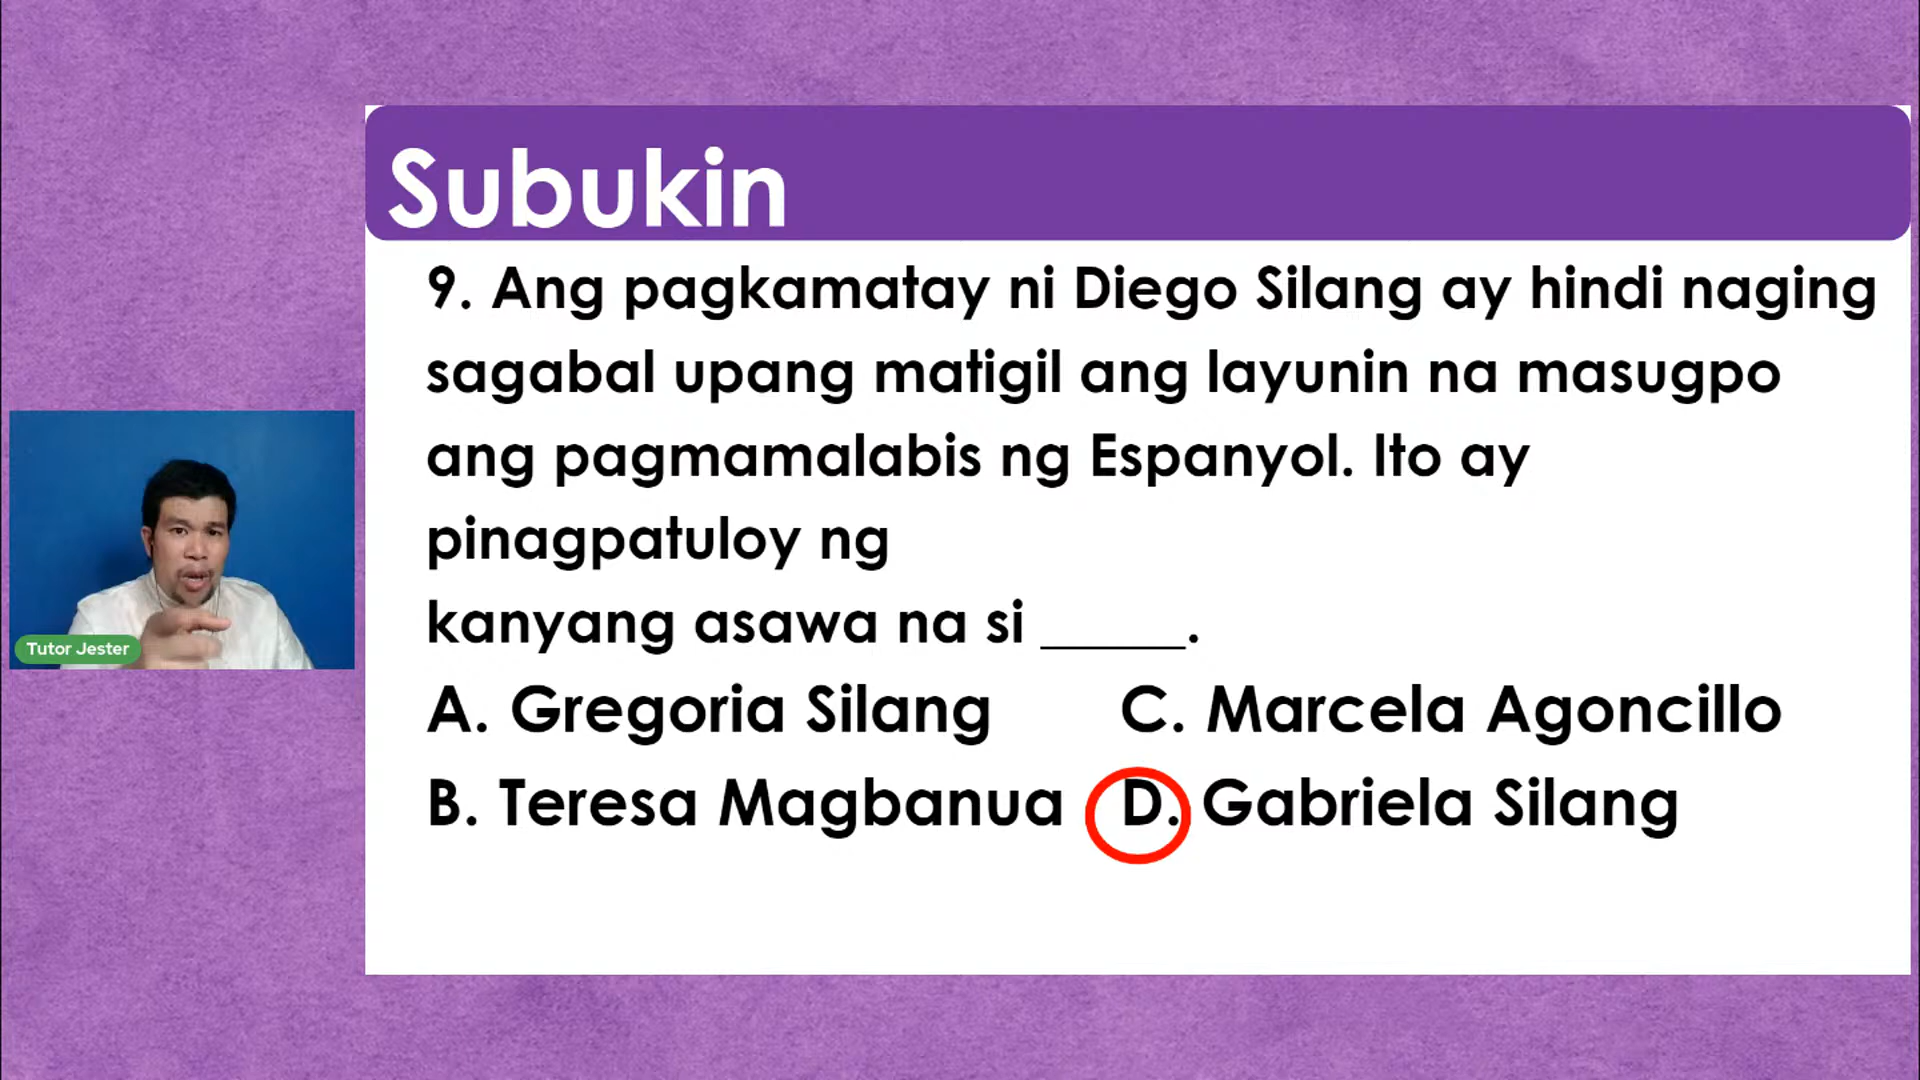 Subukin
9. Ang pagkamatay ni Diego Silang ay hindi naging
sagabal upang matigil ang layunin na masugpo
ang pagmamalabis ng Espanyol. Ito ay
pinagpatuloy ng
kanyang asawa na si ______.
A. Gregoria Silang C. Marcela Agoncillo
B. Teresa Magbanua D. Gabriela Silang
Tutor Jester